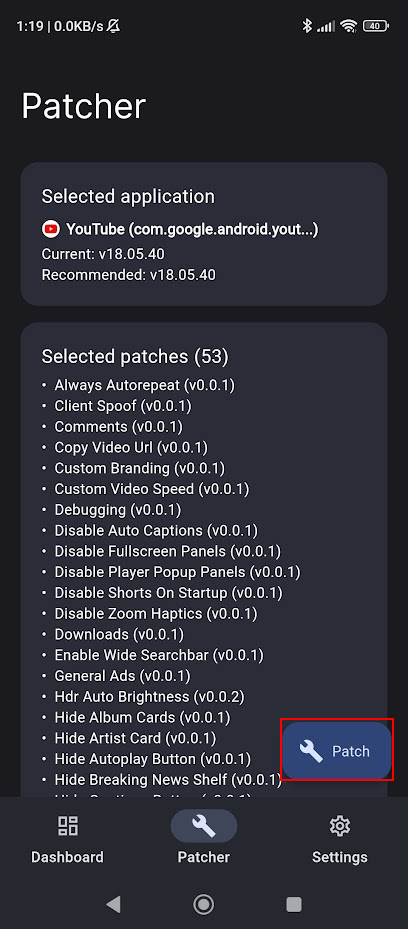 1:19 | 0.0KB/s
40
Patcher
Selected application
YouTube (com.google.android.yout...)
Current: v18.05.40
Recommended: v18.05.40
Selected patches (53)
• Always Autorepeat (v0.0.1)
• Client Spoof (v0.0.1)
• Comments (v0.0.1)
• Copy Video Url (v0.0.1)
• Custom Branding (v0.0.1)
• Custom Video Speed (v0.0.1)
• Debugging (v0.0.1)
• Disable Auto Captions (v0.0.1)
• Disable Fullscreen Panels (v0.0.1)
• Disable Player Popup Panels (v0.0.1)
• Disable Shorts On Startup (v0.0.1)
• Disable Zoom Haptics (v0.0.1)
• Downloads (v0.0.1)
• Enable Wide Searchbar (v0.0.1)
• General Ads (v0.0.1)
• Hdr Auto Brightness (v0.0.2)
• Hide Album Cards (v0.0.1)
• Hide Artist Card (v0.0.1)
• Hide Autoplay Button (v0.0.1)
• Hide Breaking News Shelf (v0.0.1)
Patch
Dashboard
Patcher
Settings